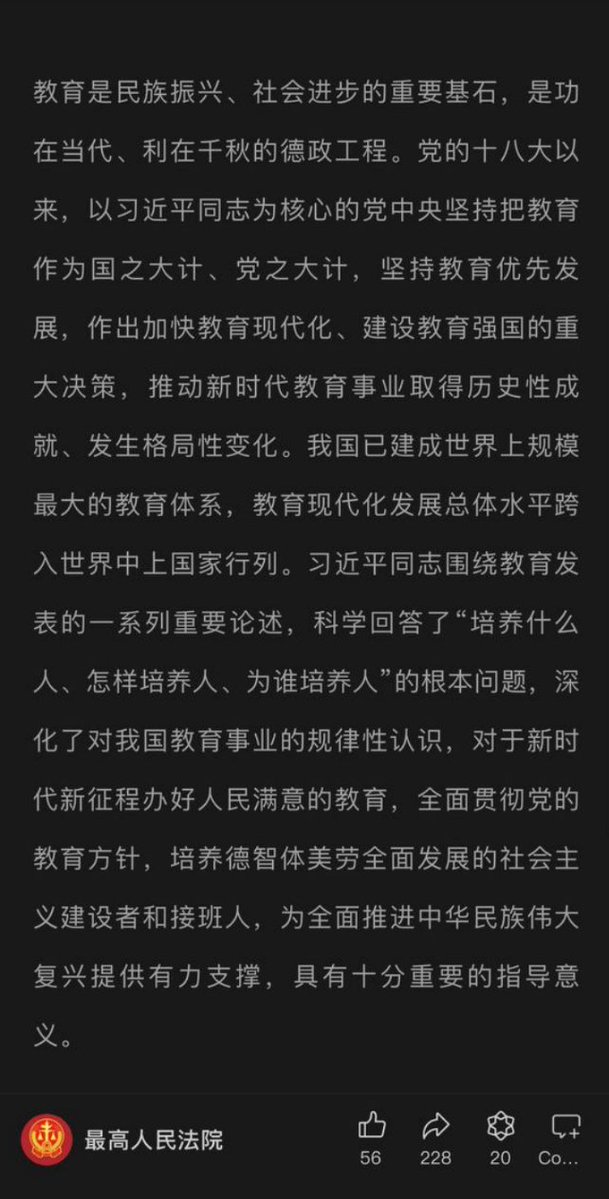 教育是民族振兴、社会进步的重要基石，是功
在当代、利在千秋的德政工程。党的十八大以
来，以习近平同志为核心的党中央坚持把教育
作为国之大计、党之大计，坚持教育优先发
展，作出加快教育现代化、建设教育强国的重
大决策，推动新时代教育事业取得历史性成
就、发生格局性变化。我国已建成世界上规模
最大的教育体系，教育现代化发展总体水平跨
入世界中上国家行列。习近平同志围绕教育发
表的一系列重要论述，科学回答了“培养什么
人、怎样培养人、为谁培养人”的根本问题，深
化了对我国教育事业的规律性认识，对于新时
代新征程办好人民满意的教育，全面贯彻党的
教育方针，培养德智体美劳全面发展的社会主
义建设者和接班人，为全面推进中华民族伟大
复兴提供有力支撑，具有十分重要的指导意
义。
最高人民法院
56 228 20 Co...